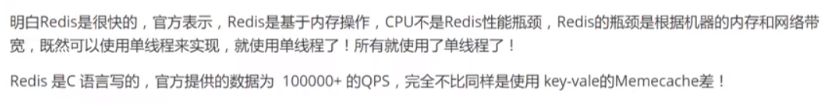 明白Redis是很快的，官方表示，Redis是基于内存操作，CPU不是Redis性能瓶颈，Redis的瓶颈是根据机器的内存和网络带
宽，既然可以使用单线程来实现，就使用单线程了！所有就使用了单线程了！
Redis 是C 语言写的，官方提供的数据为 100000+ 的QPS，完全不比同样是使用 key-vale的Memecache差！